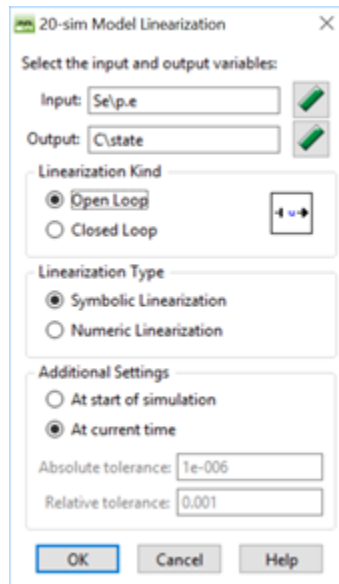 20-sim Model Linearization
Select the input and output variables:
Input: Se\p.e
Output: C\state
Linearization Kind
Open Loop
Closed Loop
u
Linearization Type
Symbolic Linearization
Numeric Linearization
Additional Settings
At start of simulation
At current time
Absolute tolerance: 1e-006
Relative tolerance: 0.001
OK Cancel Help